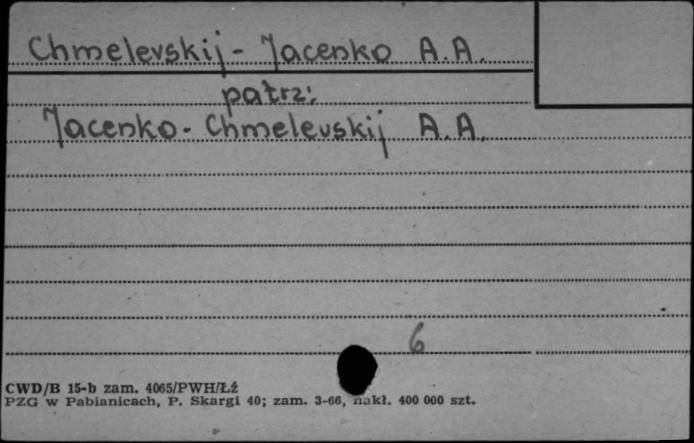 Chmelevskij - Jacenko A.A.
patrz:
Jacenko - Chmelevskij A.A.
6
CWD/B 15-b zam. 4065/PWH/ŁŹ
PZG w Pabianicach, P. Skargi 40; zam. 3-66, nakł. 400 000 szt.